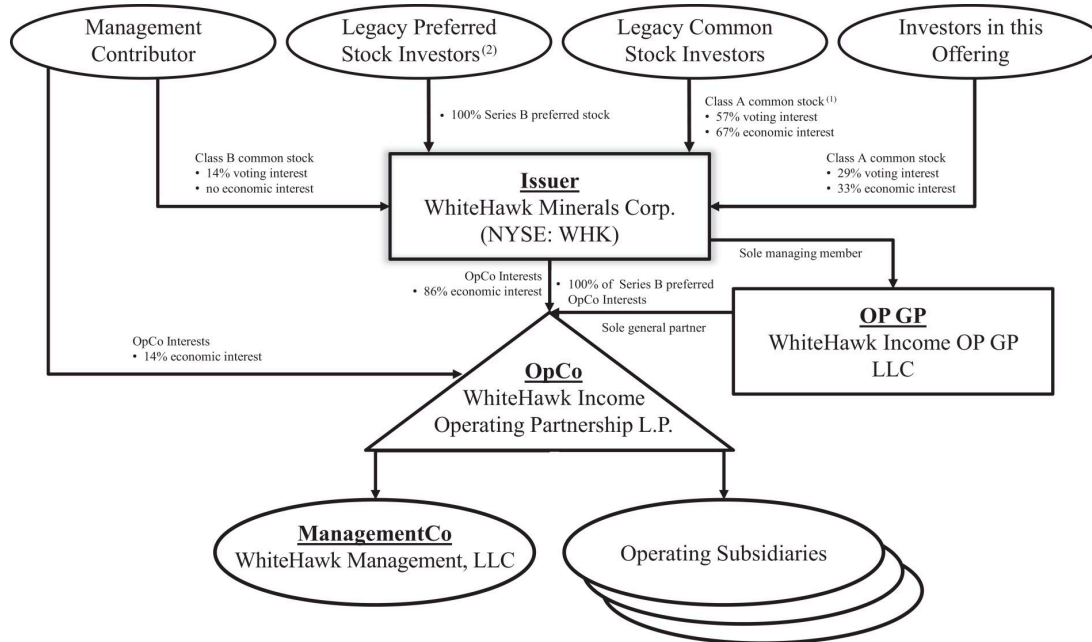 Management
Contributor
Legacy Preferred
Stock Investors(2)
Legacy Common
Stock Investors
Investors in this
Offering
• 100% Series B preferred stock
Class A common stock(1)
• 57% voting interest
• 67% economic interest
Class B common stock
• 14% voting interest
• no economic interest
Class A common stock
• 29% voting interest
• 33% economic interest
Issuer
WhiteHawk Minerals Corp.
(NYSE: WHK)
Sole managing member
OpCo Interests
• 86% economic interest
• 100% of Series B preferred
OpCo Interests
Sole general partner
OP GP
WhiteHawk Income OP GP
LLC
OpCo Interests
• 14% economic interest
OpCo
WhiteHawk Income
Operating Partnership L.P.
ManagementCo
WhiteHawk Management, LLC
Operating Subsidiaries